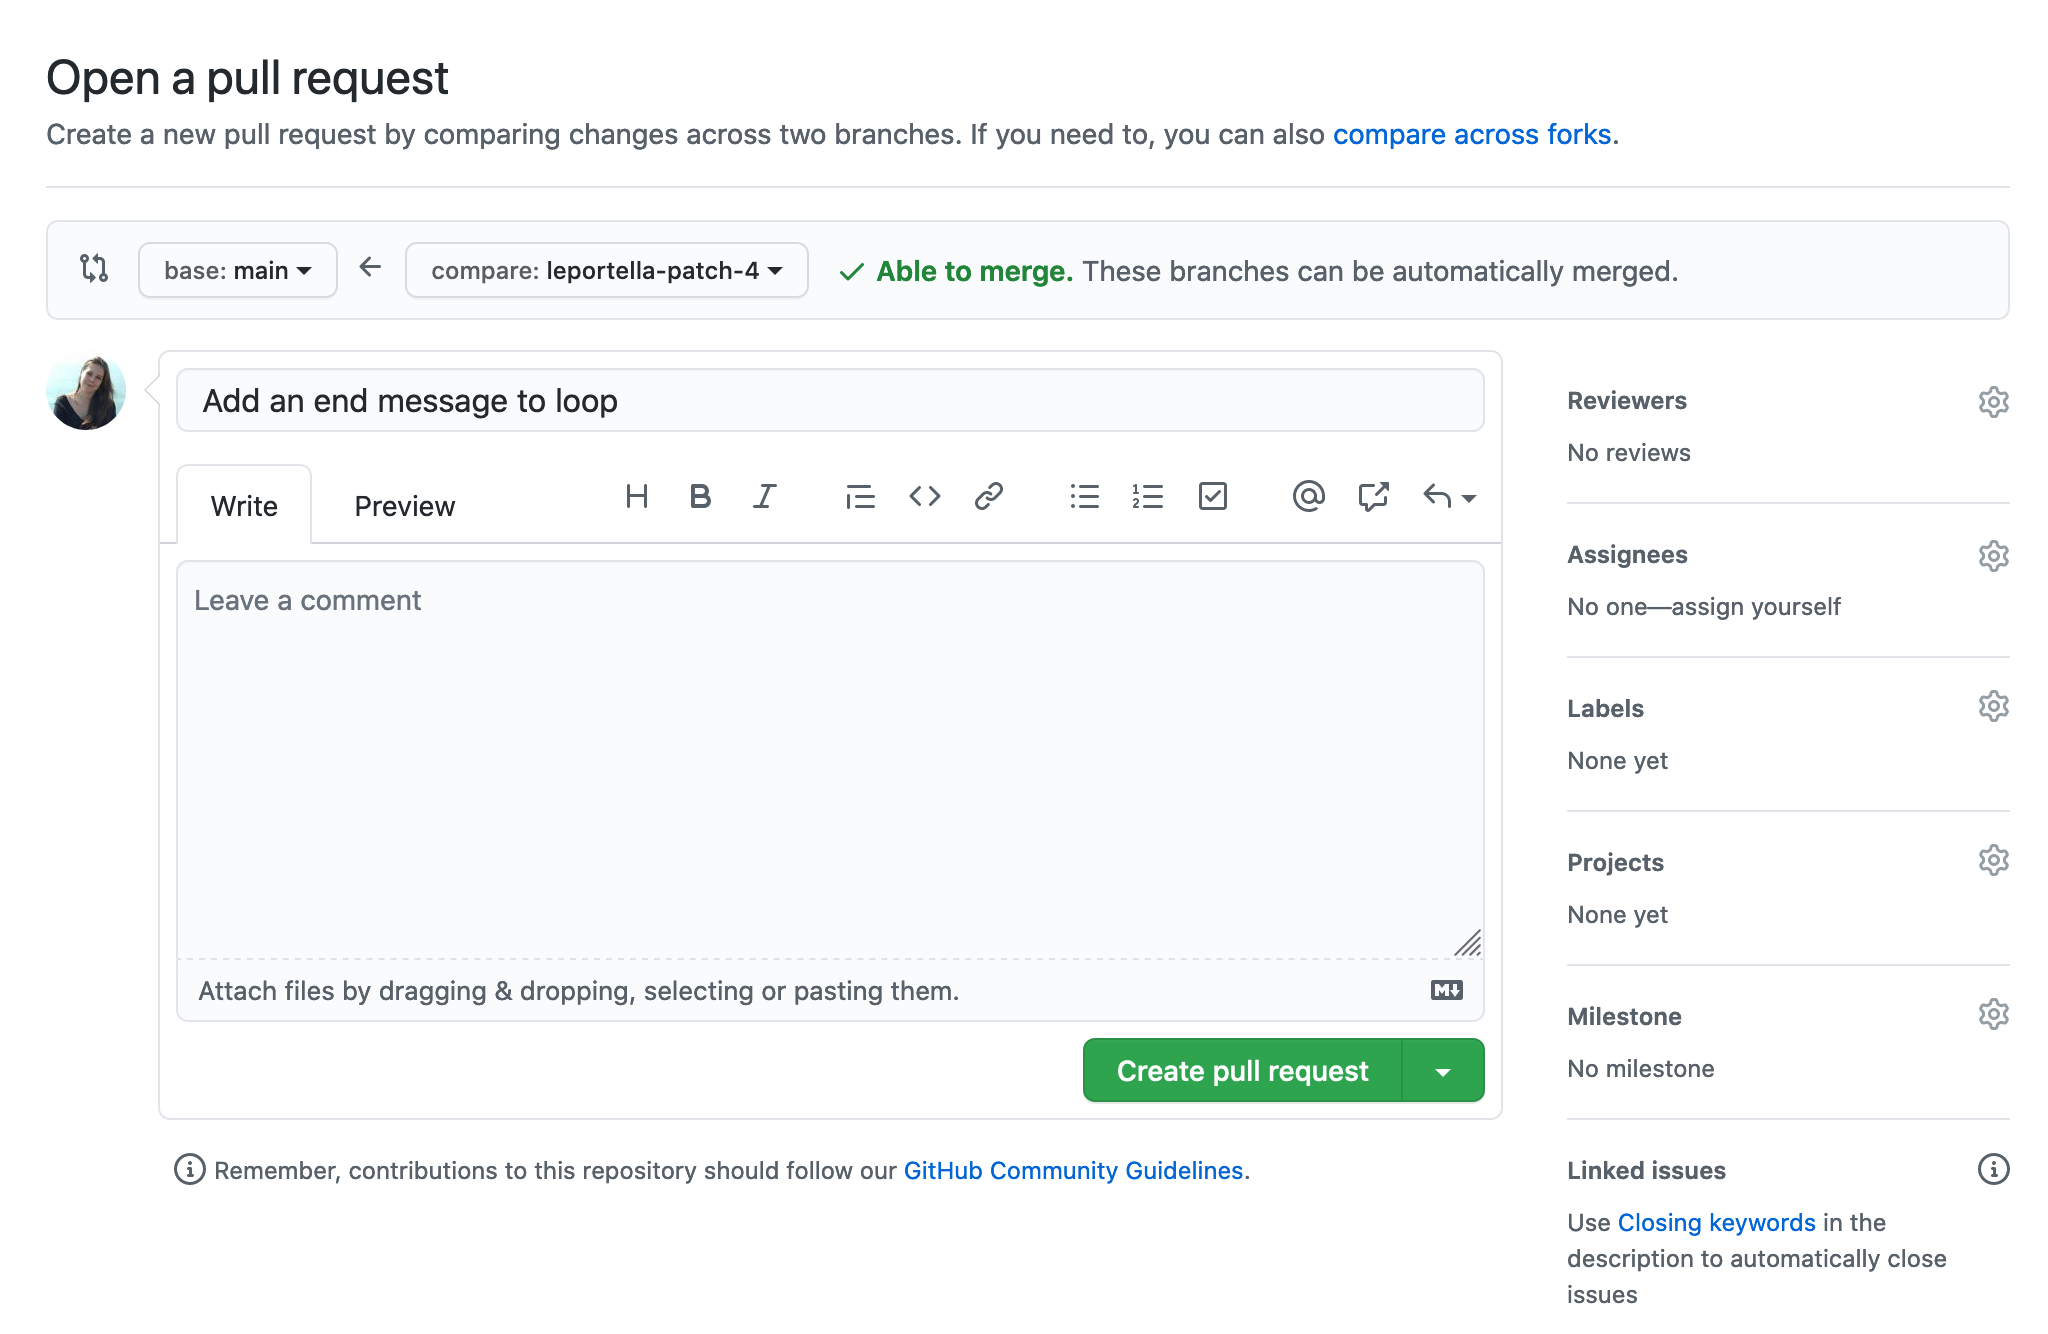 Open a pull request
Create a new pull request by comparing changes across two branches. If you need to, you can also compare across forks.
base: main
compare: leportella-patch-4
Able to merge. These branches can be automatically merged.
Add an end message to loop
Write
Preview
Leave a comment
Attach files by dragging & dropping, selecting or pasting them.
Create pull request
Remember, contributions to this repository should follow our GitHub Community Guidelines.
Reviewers
No reviews
Assignees
No one—assign yourself
Labels
None yet
Projects
None yet
Milestone
No milestone
Linked issues
Use Closing keywords in the
description to automatically close
issues